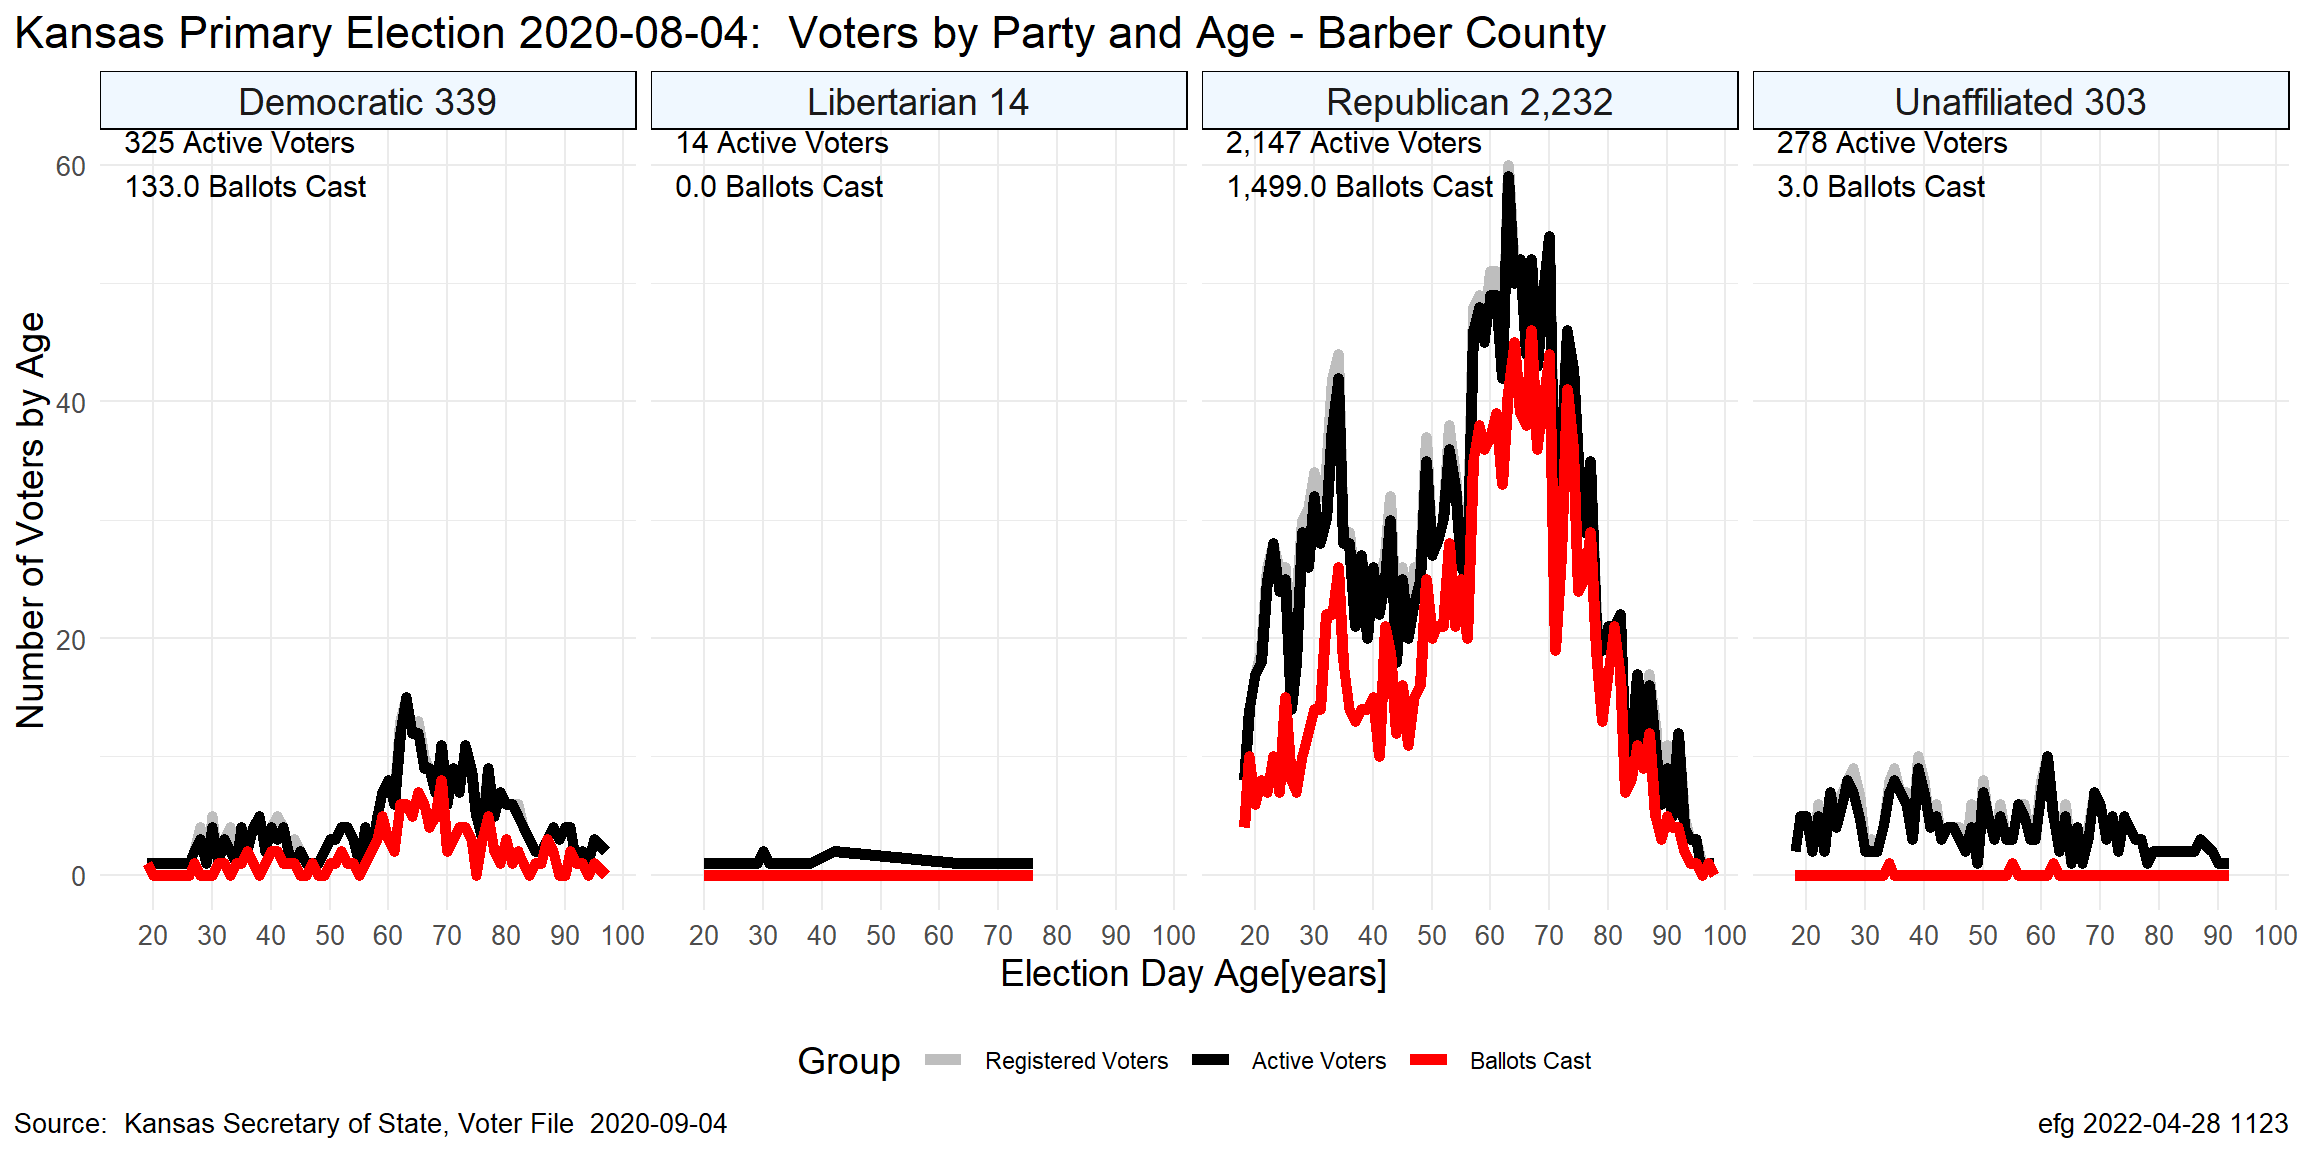 Kansas Primary Election 2020-08-04:  Voters by Party and Age - Barber County
Democratic 339
Libertarian 14
Republican 2,232
Unaffiliated 303
325 Active Voters
133.0 Ballots Cast
14 Active Voters
0.0 Ballots Cast
2,147 Active Voters
1,499.0 Ballots Cast
278 Active Voters
3.0 Ballots Cast
Number of Voters by Age
60
40
20
0
20 30 40 50 60 70 80 90 100
20 30 40 50 60 70 80 90 100
20 30 40 50 60 70 80 90 100
20 30 40 50 60 70 80 90 100
Election Day Age[years]
Group Registered Voters Active Voters Ballots Cast
Source:  Kansas Secretary of State, Voter File  2020-09-04
efg 2022-04-28 1123